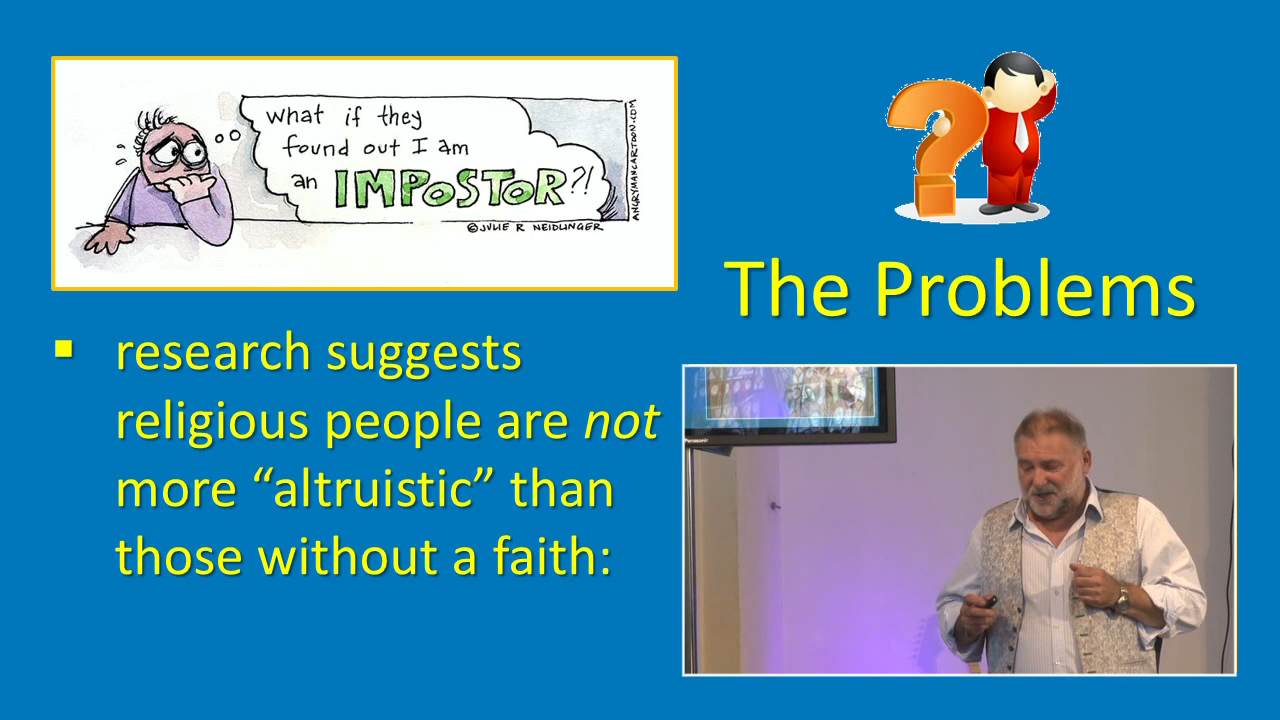 what if they
found out I am
an IMPOSTOR?!
ANGRYMANCARTOON.COM
©JULIE R NEIDLINGER
The Problems
▪ research suggests
religious people are not
more “altruistic” than
those without a faith:
Panasonic